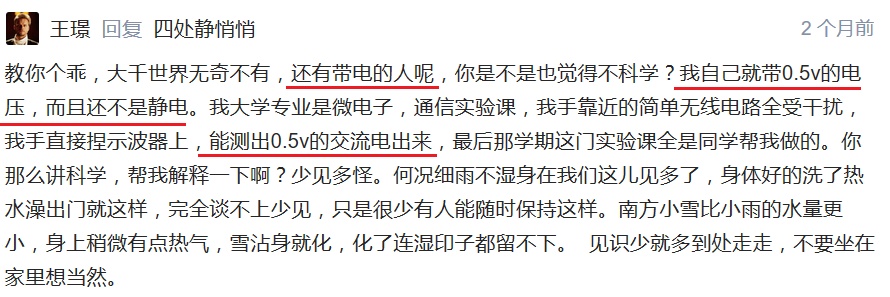 王璟 回复 四处静悄悄 2 个月前
教你个乖，大千世界无奇不有，还有带电的人呢，你是不是也觉得不科学？我自己就带0.5v的电
压，而且还不是静电。我大学专业是微电子，通信实验课，我手靠近的简单无线电路全受干扰，
我手直接捏示波器上，能测出0.5v的交流电出来，最后那学期这门实验课全是同学帮我做的。你
那么讲科学，帮我解释一下啊？少见多怪。何况细雨不湿身在我们这儿见多了，身体好的洗了热
水澡出门就这样，完全谈不上少见，只是很少有人能随时保持这样。南方小雪比小雨的水量更
小，身上稍微有点热气，雪沾身就化，化了连湿印子都留不下。 见识少就多到处走走，不要坐在
家里想当然。